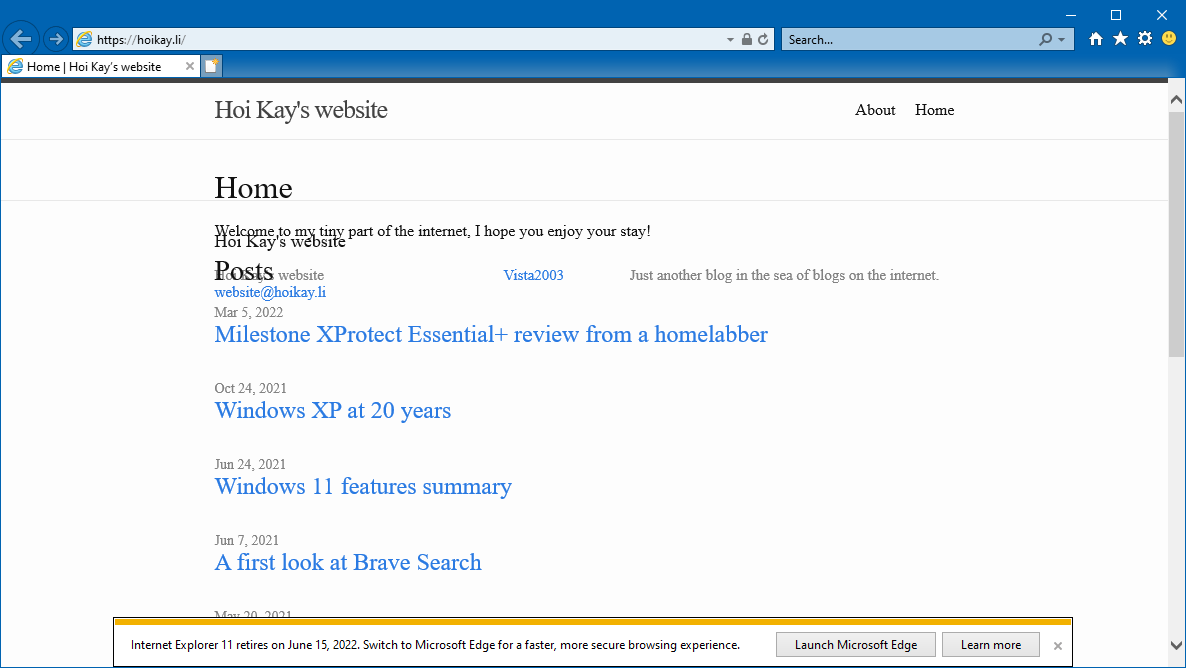 https://hoikay.li/
Search...
Home | Hoi Kay's website
Hoi Kay's website
About Home
Home
Welcome to my tiny part of the internet, I hope you enjoy your stay!
Hoi Kay's website
Posts
Hoi Kay's website Vista2003 Just another blog in the sea of blogs on the internet.
website@hoikay.li
Mar 5, 2022
Milestone XProtect Essential+ review from a homelabber
Oct 24, 2021
Windows XP at 20 years
Jun 24, 2021
Windows 11 features summary
Jun 7, 2021
A first look at Brave Search
May 20, 2021
Internet Explorer 11 retires on June 15, 2022. Switch to Microsoft Edge for a faster, more secure browsing experience.
Launch Microsoft Edge
Learn more